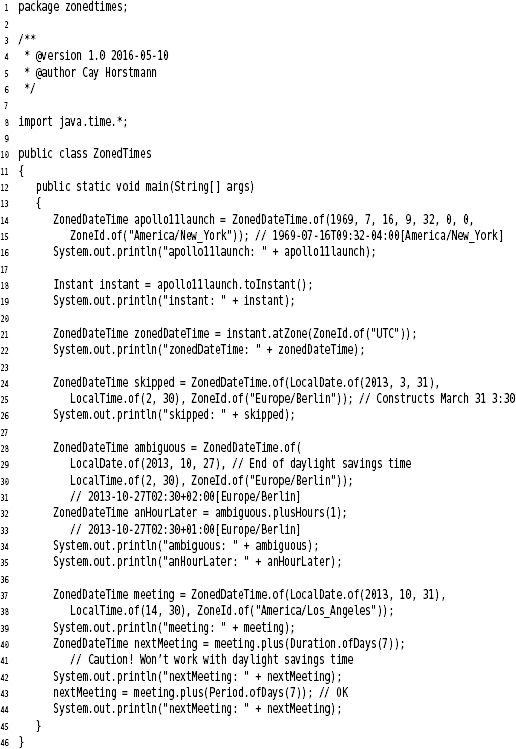 1 package zonedtimes;
2
3 /**
4  * @version 1.0 2016-05-10
5  * @author Cay Horstmann
6  */
7
8 import java.time.*;
9
10 public class ZonedTimes
11 {
12    public static void main(String[] args)
13    {
14       ZonedDateTime apollo11launch = ZonedDateTime.of(1969, 7, 16, 9, 32, 0, 0,
15          ZoneId.of("America/New_York")); // 1969-07-16T09:32-04:00[America/New_York]
16       System.out.println("apollo11launch: " + apollo11launch);
17
18       Instant instant = apollo11launch.toInstant();
19       System.out.println("instant: " + instant);
20
21       ZonedDateTime zonedDateTime = instant.atZone(ZoneId.of("UTC"));
22       System.out.println("zonedDateTime: " + zonedDateTime);
23
24       ZonedDateTime skipped = ZonedDateTime.of(LocalDate.of(2013, 3, 31),
25          LocalTime.of(2, 30), ZoneId.of("Europe/Berlin")); // Constructs March 31 3:30
26       System.out.println("skipped: " + skipped);
27
28       ZonedDateTime ambiguous = ZonedDateTime.of(
29          LocalDate.of(2013, 10, 27), // End of daylight savings time
30          LocalTime.of(2, 30), ZoneId.of("Europe/Berlin"));
31          // 2013-10-27T02:30+02:00[Europe/Berlin]
32       ZonedDateTime anHourLater = ambiguous.plusHours(1);
33          // 2013-10-27T02:30+01:00[Europe/Berlin]
34       System.out.println("ambiguous: " + ambiguous);
35       System.out.println("anHourLater: " + anHourLater);
36
37       ZonedDateTime meeting = ZonedDateTime.of(LocalDate.of(2013, 10, 31),
38          LocalTime.of(14, 30), ZoneId.of("America/Los_Angeles"));
39       System.out.println("meeting: " + meeting);
40       ZonedDateTime nextMeeting = meeting.plus(Duration.ofDays(7));
41          // Caution! Won't work with daylight savings time
42       System.out.println("nextMeeting: " + nextMeeting);
43       nextMeeting = meeting.plus(Period.ofDays(7)); // OK
44       System.out.println("nextMeeting: " + nextMeeting);
45    }
46 }